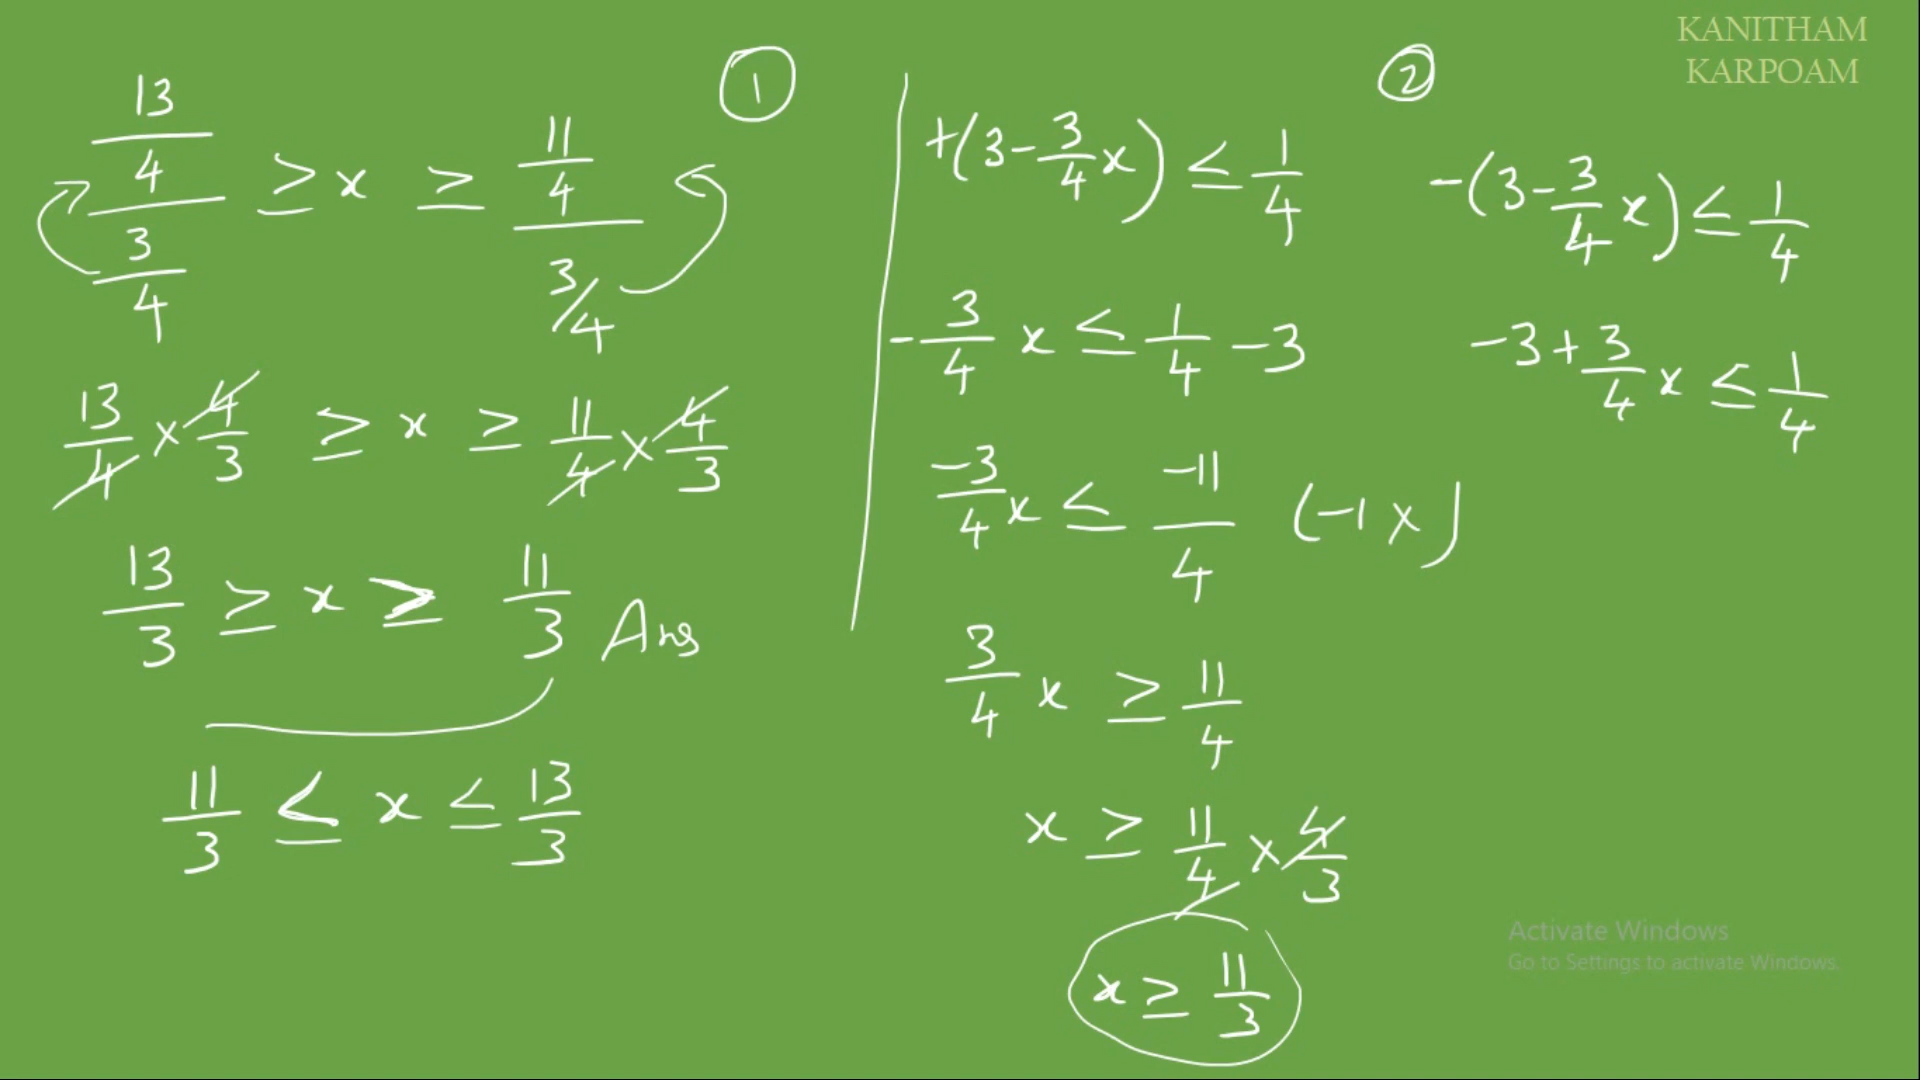 KANITHAM
KARPOAM
①
13/4 / 3/4 ≥ x ≥ 11/4 / 3/4
13/4 × 4/3 ≥ x ≥ 11/4 × 4/3
13/3 ≥ x ≥ 11/3 Ans
11/3 ≤ x ≤ 13/3
②
+(3-3/4x) ≤ 1/4
-3/4 x ≤ 1/4 -3
-3/4x ≤ -11/4 (-1 x)
3/4 x ≥ 11/4
x ≥ 11/4 × 4/3
x ≥ 11/3
-(3-3/4 x) ≤ 1/4
-3+3/4 x ≤ 1/4
Activate Windows
Go to Settings to activate Windows.